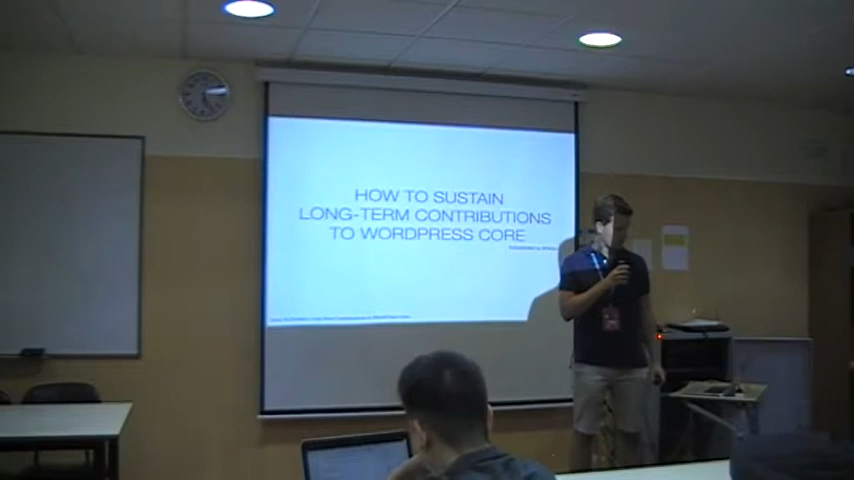 HOW TO SUSTAIN
LONG-TERM CONTRIBUTIONS
TO WORDPRESS CORE